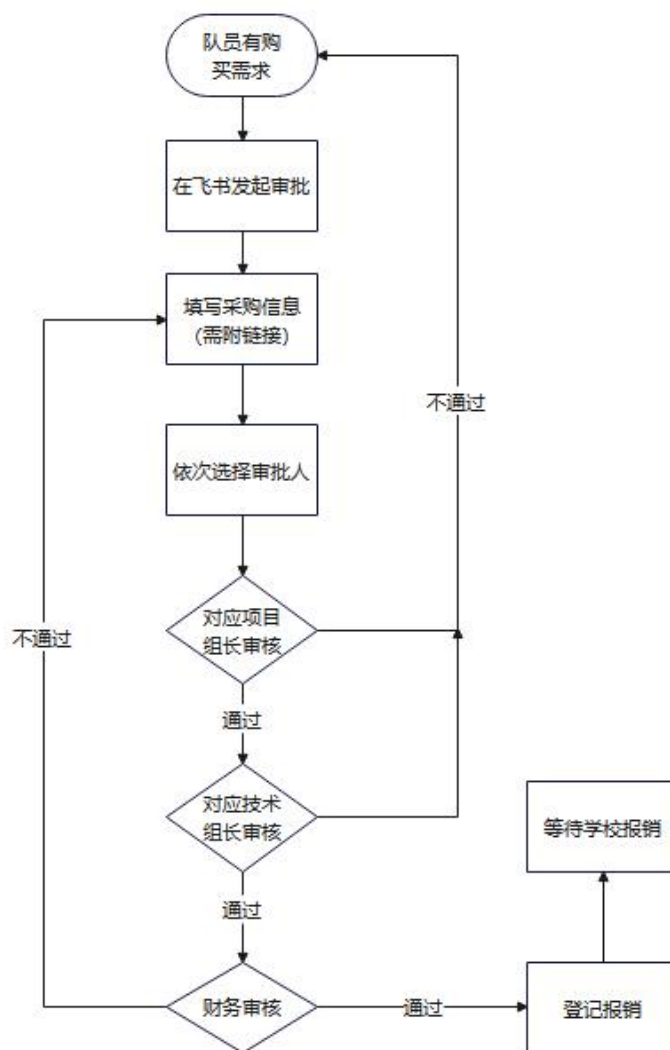 队员有购
买需求
在飞书发起审批
填写采购信息
(需附链接)
不通过
依次选择审批人
对应项目
组长审核
不通过
通过
对应技术
组长审核
等待学校报销
通过
财务审核
通过
登记报销